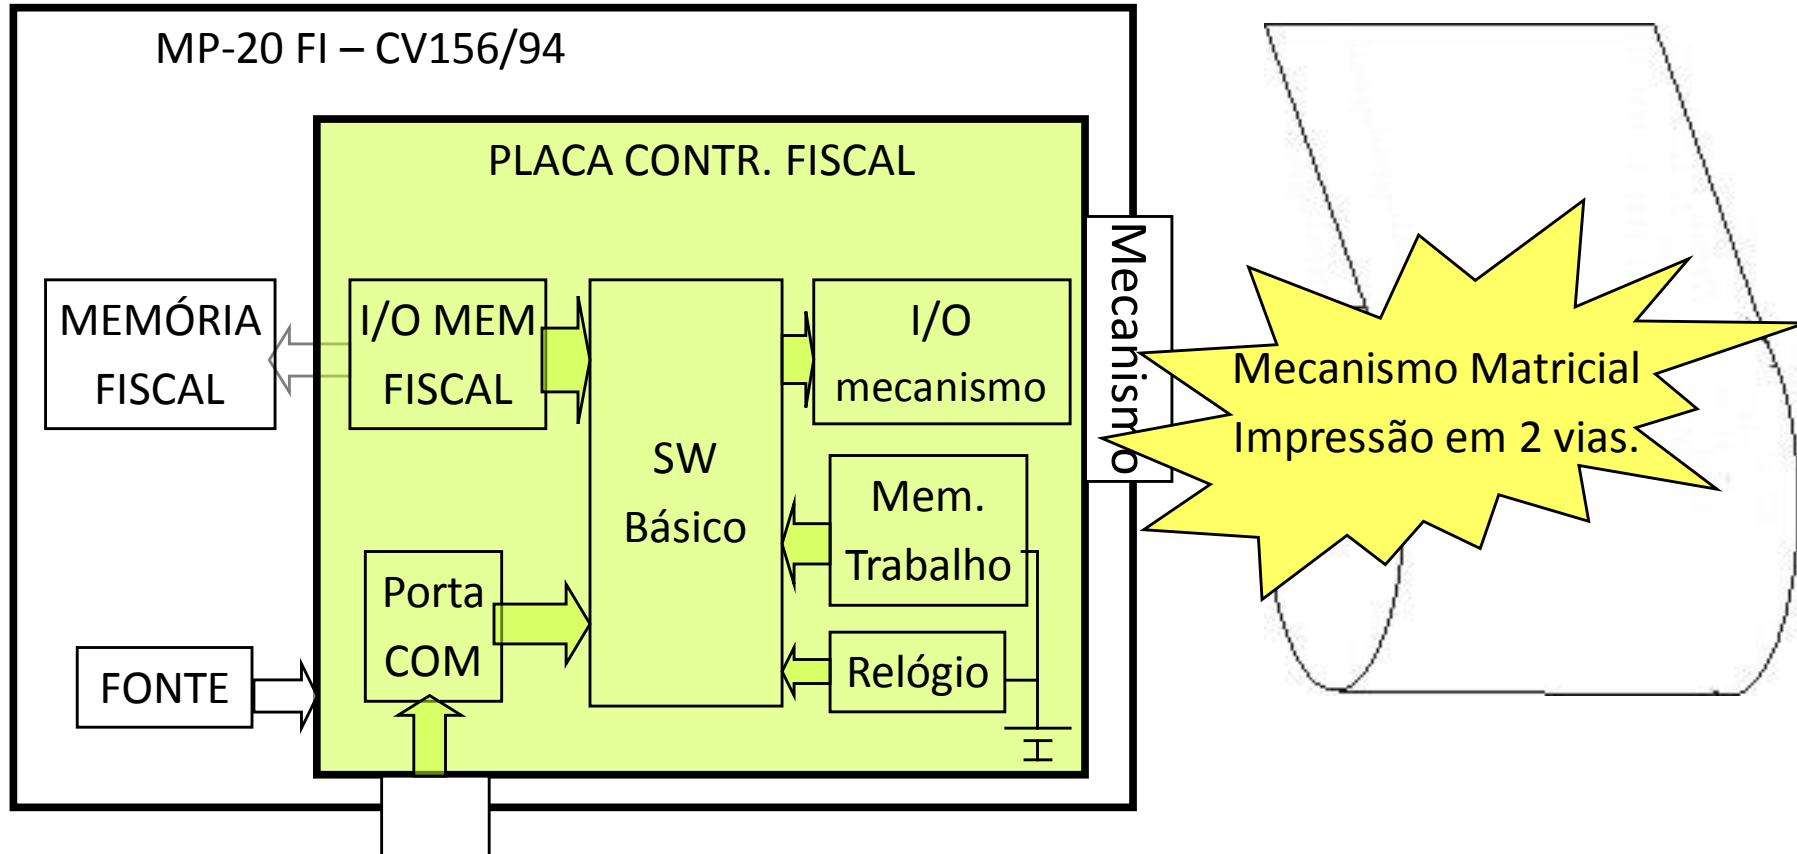 MP-20 FI – CV156/94
PLACA CONTR. FISCAL
MEMÓRIA
FISCAL
I/O MEM
FISCAL
SW
Básico
I/O
mecanismo
Mecanismo
Mecanismo Matricial
Impressão em 2 vias.
Mem.
Trabalho
Porta
COM
Relógio
FONTE